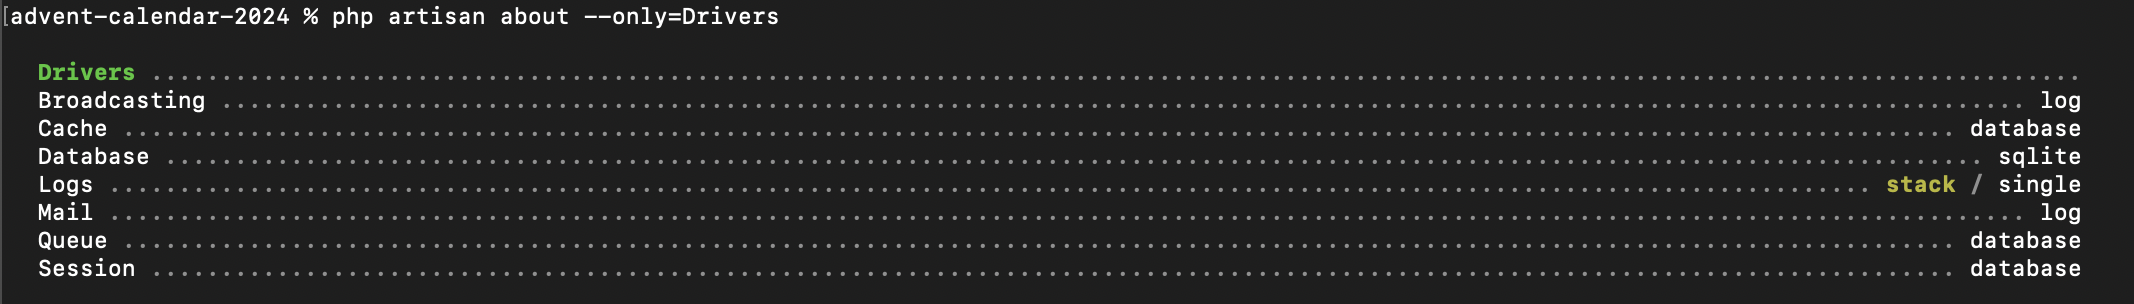 [advent-calendar-2024 % php artisan about --only=Drivers
Drivers ..........................................................................................................................................
Broadcasting ................................................................................................................................. log
Cache ................................................................................................................................... database
Database .................................................................................................................................. sqlite
Logs .............................................................................................................................. stack / single
Mail ......................................................................................................................................... log
Queue ................................................................................................................................... database
Session ................................................................................................................................. database